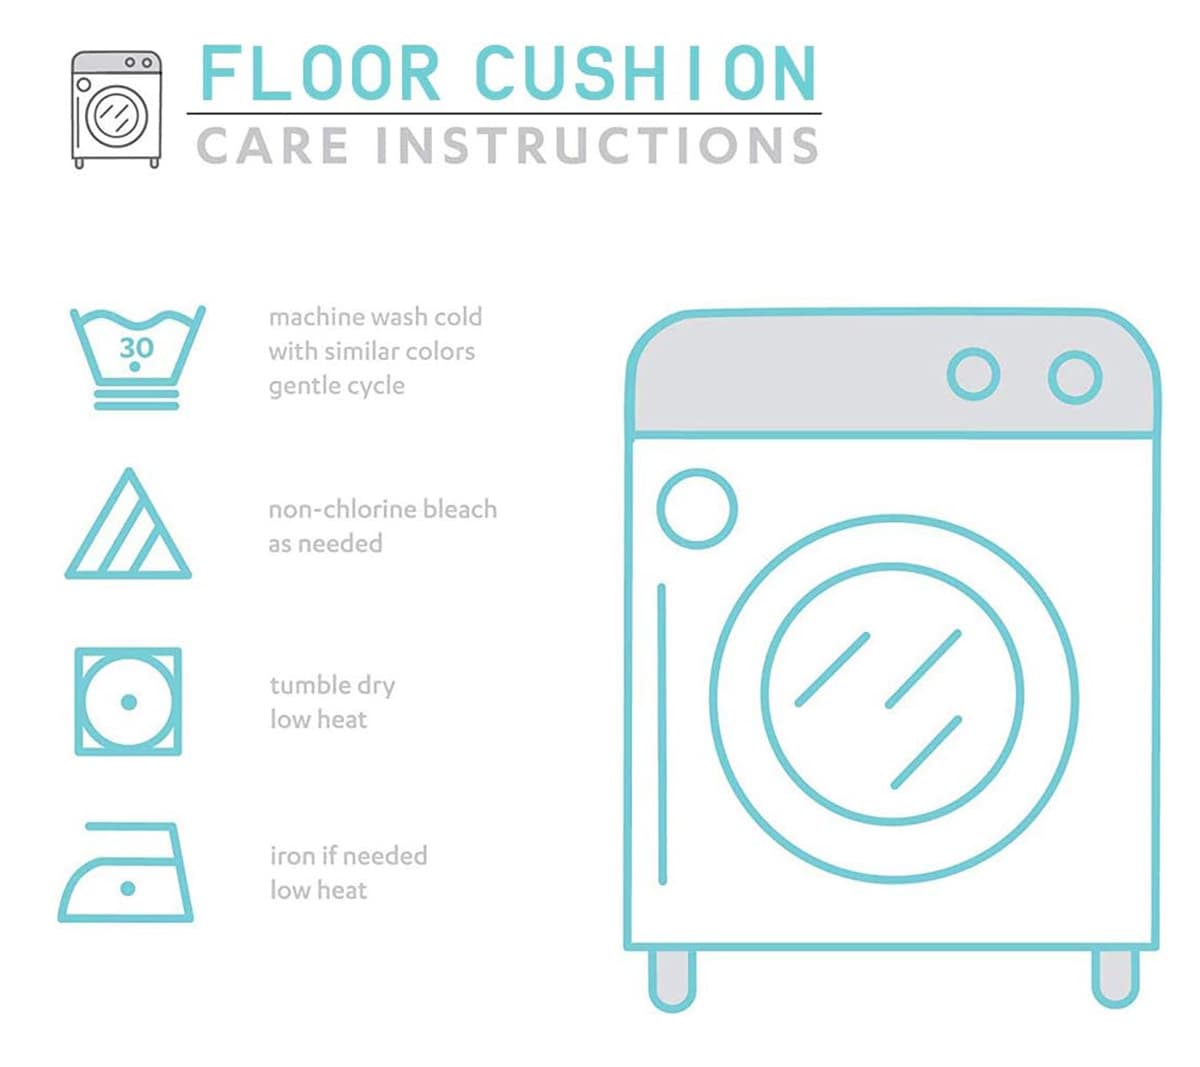 FLOOR CUSHION
CARE INSTRUCTIONS
30
machine wash cold
with similar colors
gentle cycle
non-chlorine bleach
as needed
tumble dry
low heat
iron if needed
low heat